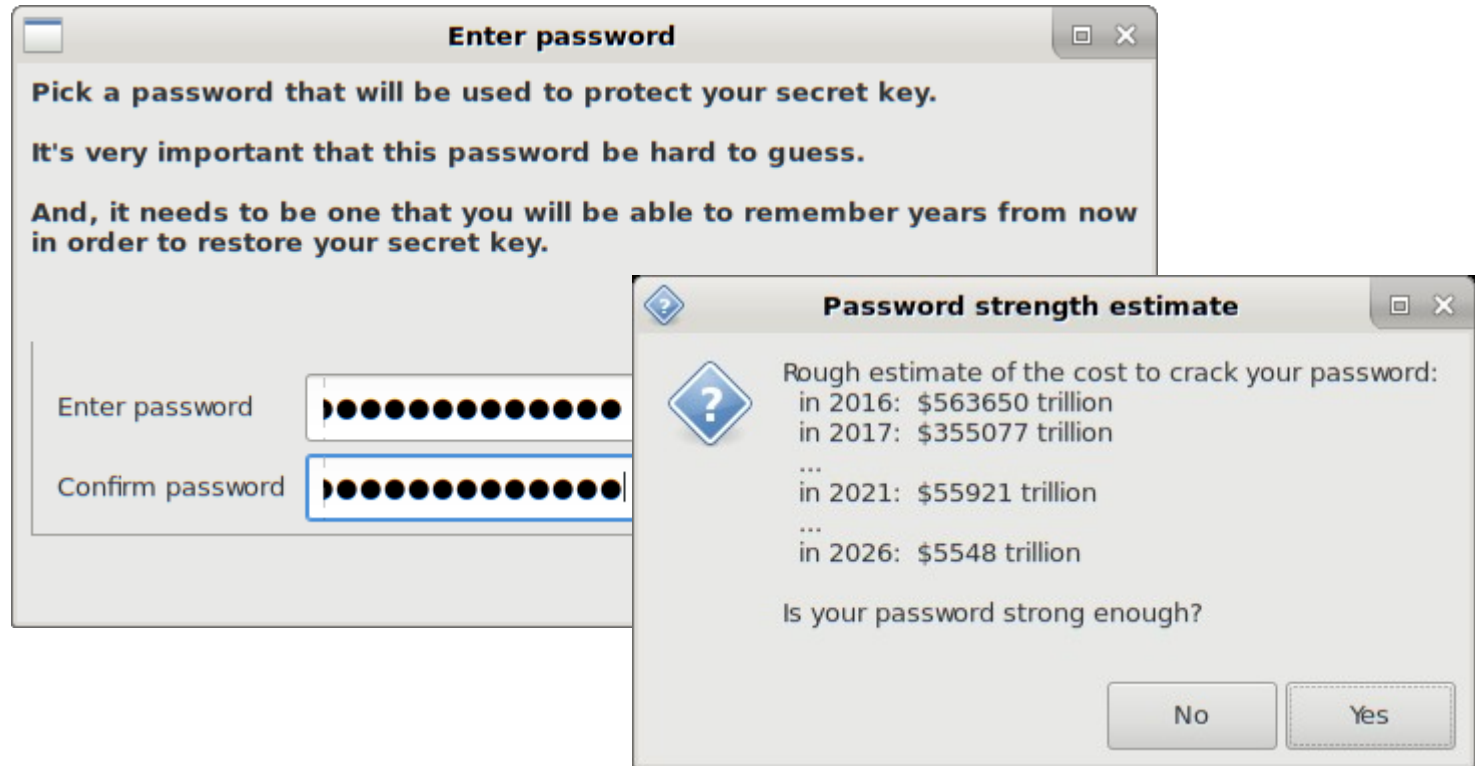 Enter password
Pick a password that will be used to protect your secret key.
It's very important that this password be hard to guess.
And, it needs to be one that you will be able to remember years from now
in order to restore your secret key.
Enter password
Confirm password
Password strength estimate
Rough estimate of the cost to crack your password:
in 2016: $563650 trillion
in 2017: $355077 trillion
...
in 2021: $55921 trillion
...
in 2026: $5548 trillion
Is your password strong enough?
No
Yes